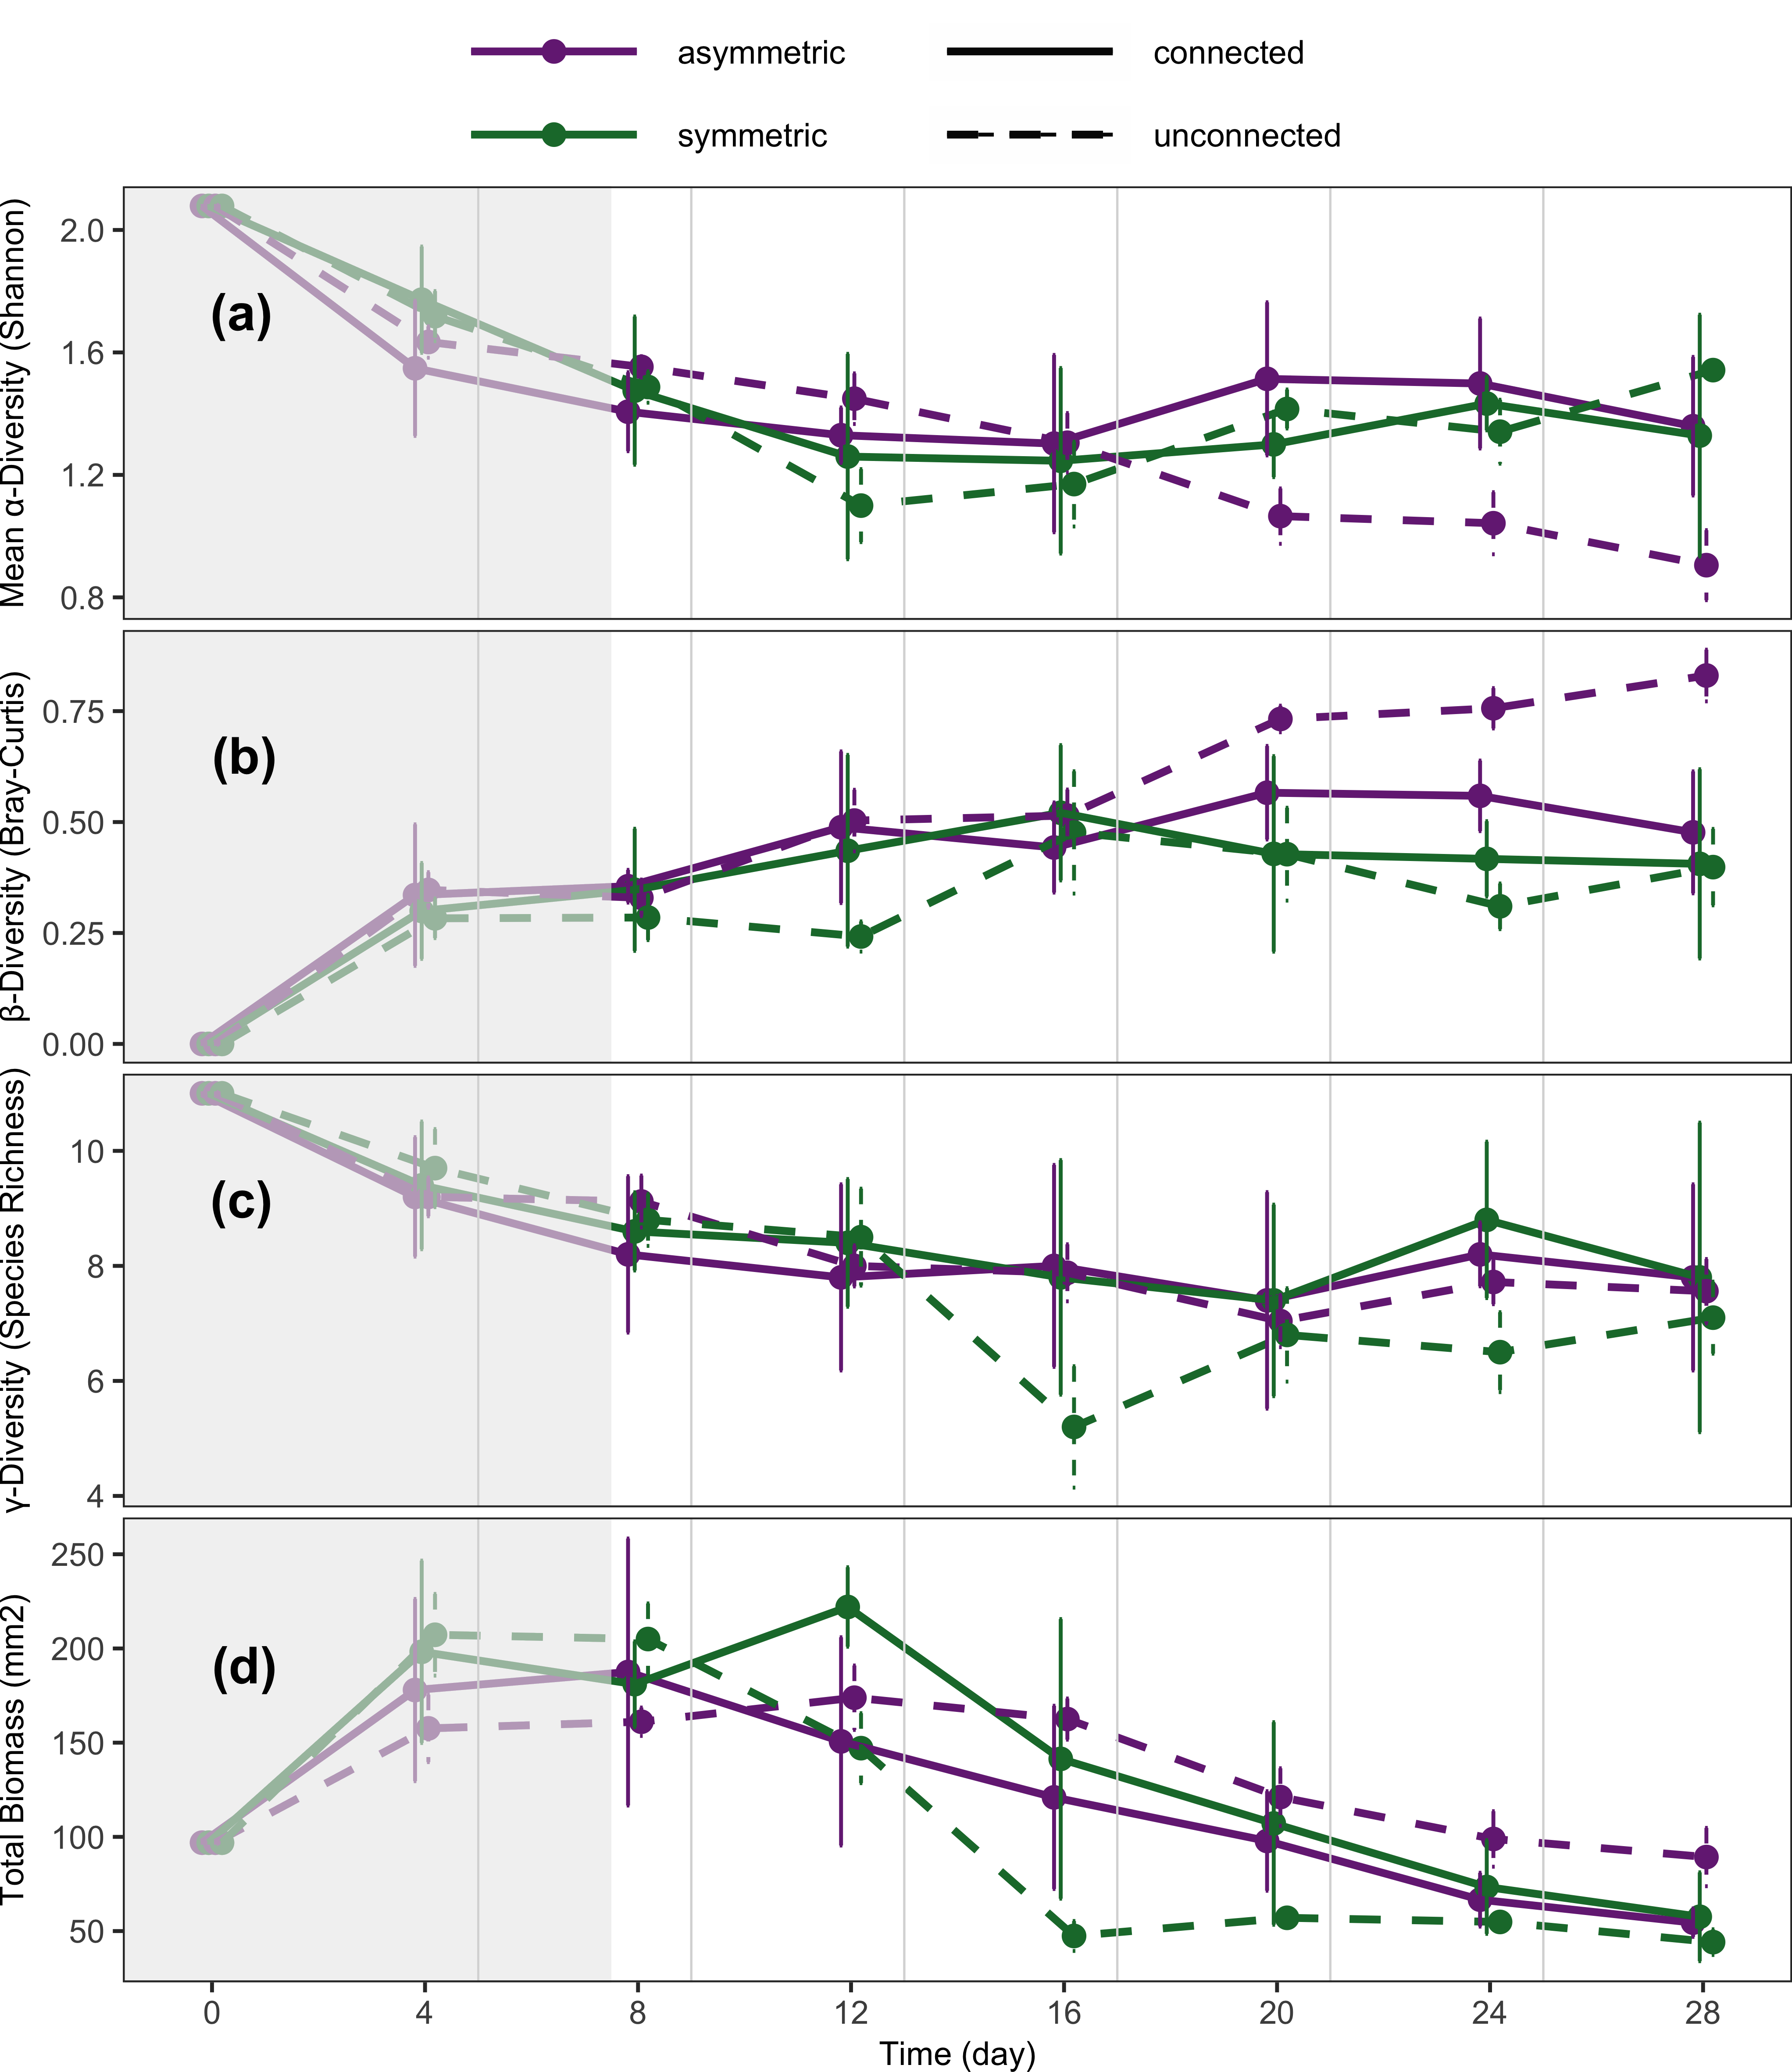 asymmetric
connected
symmetric
unconnected
Mean α-Diversity (Shannon)
2.0
1.6
1.2
0.8
(a)
β-Diversity (Bray-Curtis)
0.75
0.50
0.25
0.00
(b)
γ-Diversity (Species Richness)
10
8
6
4
(c)
Total Biomass (mm2)
250
200
150
100
50
(d)
0 4 8 12 16 20 24 28
Time (day)